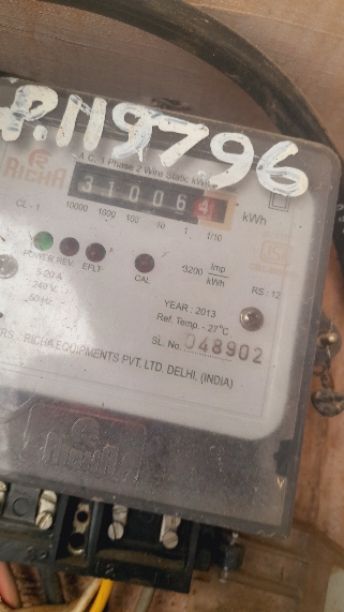 P.119796
RICHA
A.C. 1 Phase 2 Wire Static kWh
310064 kWh
CL-1 10000 1000 100 10 1 1/10
POWER REV. EFLT CAL 3200 Imp/kWh
5-20 A
240 V.
50 Hz
RS : 12
YEAR : 2013
Ref. Temp. - 27°C
SL. No. 048902
RS. : RICHA EQUIPMENTS PVT. LTD. DELHI, (INDIA)